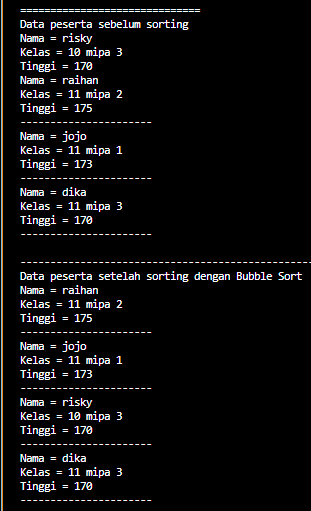 ==============================
Data peserta sebelum sorting
Nama = risky
Kelas = 10 mipa 3
Tinggi = 170
Nama = raihan
Kelas = 11 mipa 2
Tinggi = 175
----------------------
Nama = jojo
Kelas = 11 mipa 1
Tinggi = 173
----------------------
Nama = dika
Kelas = 11 mipa 3
Tinggi = 170
----------------------
-------------------------------------------------
Data peserta setelah sorting dengan Bubble Sort
Nama = raihan
Kelas = 11 mipa 2
Tinggi = 175
----------------------
Nama = jojo
Kelas = 11 mipa 1
Tinggi = 173
----------------------
Nama = risky
Kelas = 10 mipa 3
Tinggi = 170
----------------------
Nama = dika
Kelas = 11 mipa 3
Tinggi = 170
----------------------